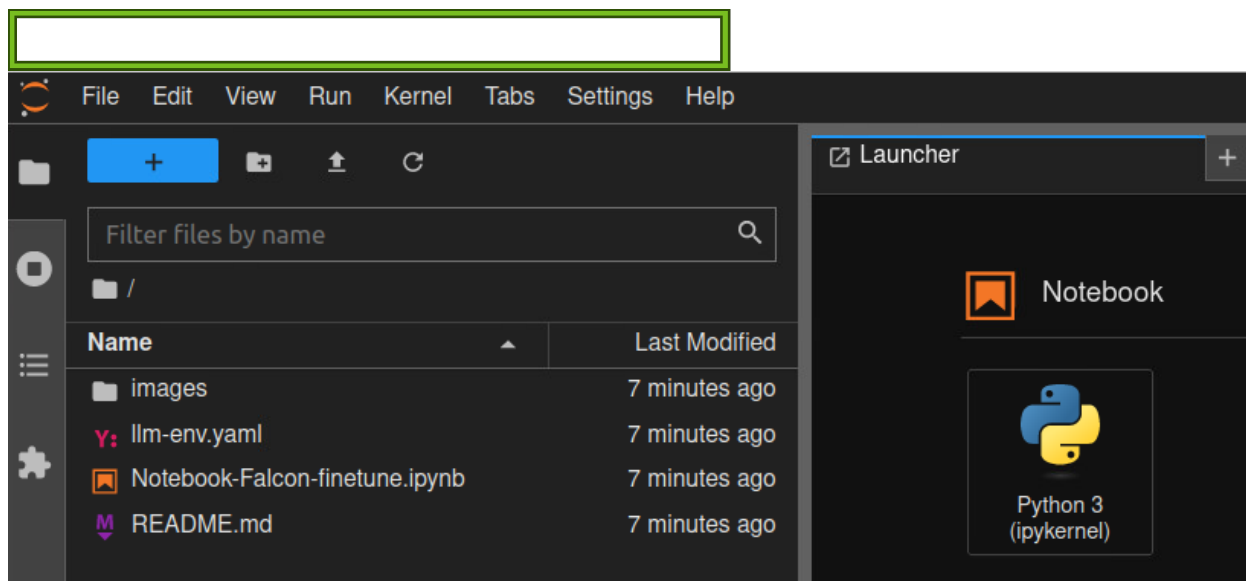 File Edit View Run Kernel Tabs Settings Help
+
Filter files by name
/
Name Last Modified
images 7 minutes ago
Y: llm-env.yaml 7 minutes ago
Notebook-Falcon-finetune.ipynb 7 minutes ago
M README.md 7 minutes ago
Launcher +
Notebook
Python 3
(ipykernel)